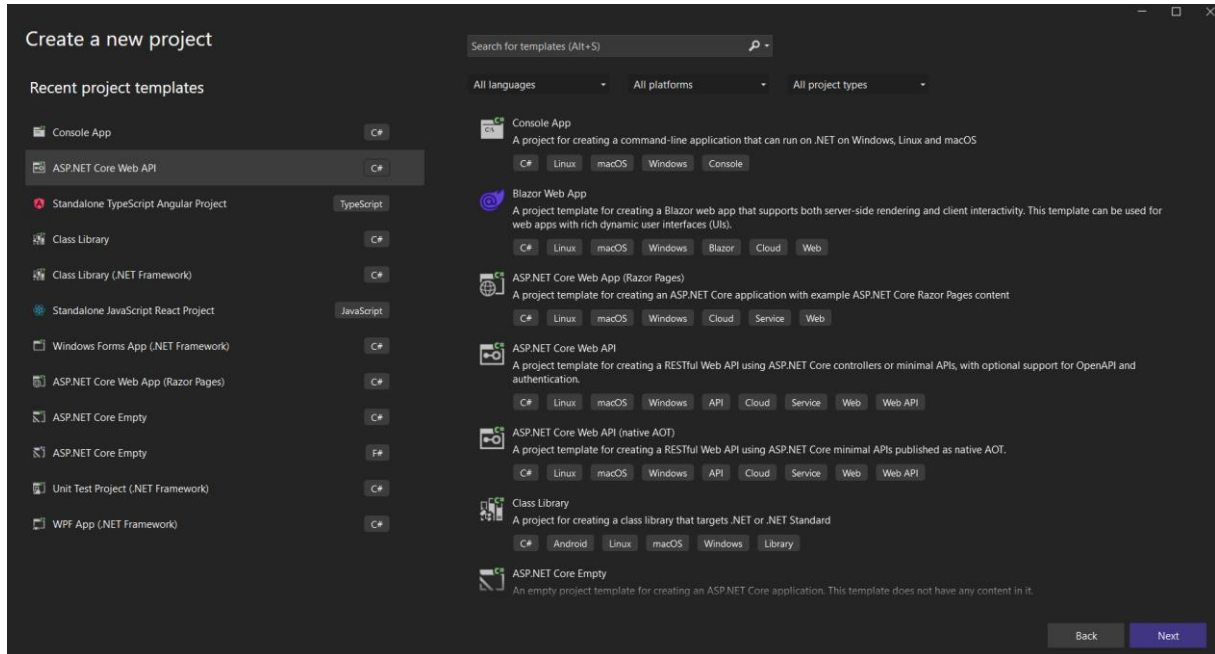 Create a new project
Recent project templates
Console App C#
ASP.NET Core Web API C#
Standalone TypeScript Angular Project TypeScript
Class Library C#
Class Library (.NET Framework) C#
Standalone JavaScript React Project JavaScript
Windows Forms App (.NET Framework) C#
ASP.NET Core Web App (Razor Pages) C#
ASP.NET Core Empty C#
ASP.NET Core Empty F#
Unit Test Project (.NET Framework) C#
WPF App (.NET Framework) C#
Search for templates (Alt+S)
All languages All platforms All project types
Console App
A project for creating a command-line application that can run on .NET on Windows, Linux and macOS
C# Linux macOS Windows Console
Blazor Web App
A project template for creating a Blazor web app that supports both server-side rendering and client interactivity. This template can be used for
web apps with rich dynamic user interfaces (UIs).
C# Linux macOS Windows Blazor Cloud Web
ASP.NET Core Web App (Razor Pages)
A project template for creating an ASP.NET Core application with example ASP.NET Core Razor Pages content
C# Linux macOS Windows Cloud Service Web
ASP.NET Core Web API
A project template for creating a RESTful Web API using ASP.NET Core controllers or minimal APIs, with optional support for OpenAPI and
authentication.
C# Linux macOS Windows API Cloud Service Web Web API
ASP.NET Core Web API (native AOT)
A project template for creating a RESTful Web API using ASP.NET Core minimal APIs published as native AOT.
C# Linux macOS Windows API Cloud Service Web Web API
Class Library
A project for creating a class library that targets .NET or .NET Standard
C# Android Linux macOS Windows Library
ASP.NET Core Empty
An empty project template for creating an ASP.NET Core application. This template does not have any content in it.
Back Next